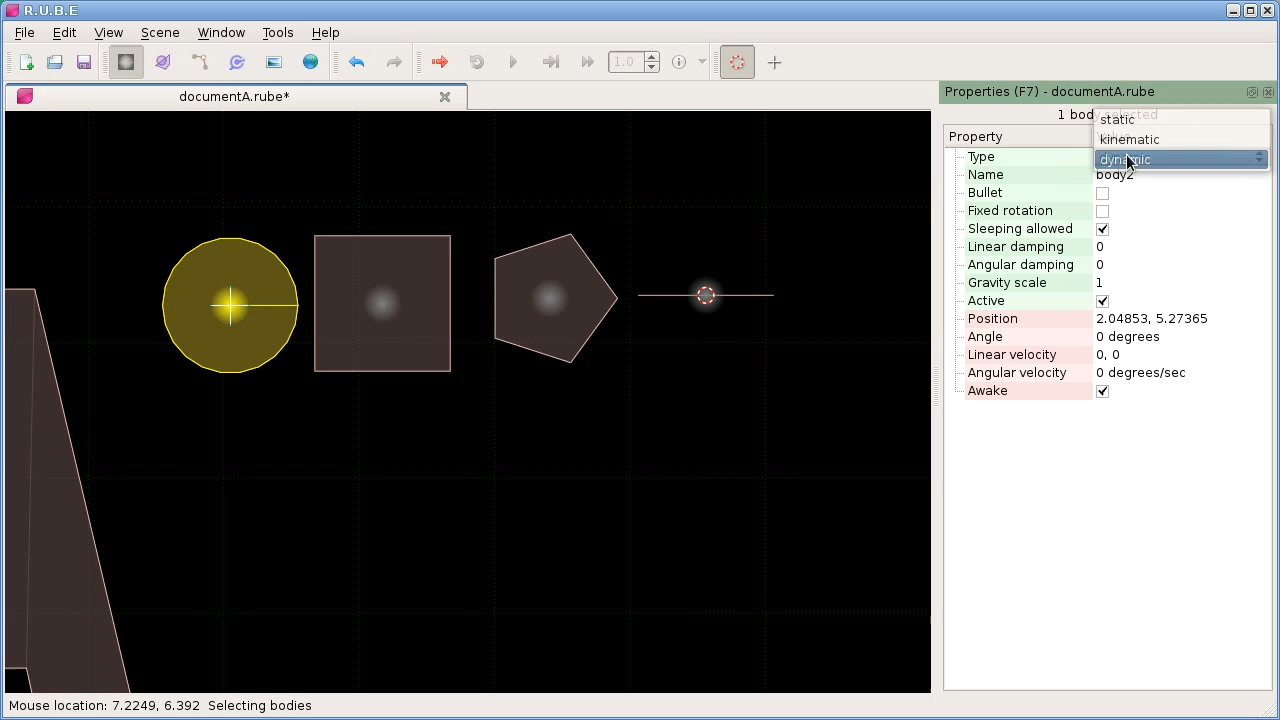 R.U.B.E
File Edit View Scene Window Tools Help
1.0
documentA.rube*
Properties (F7) - documentA.rube
1 body selected
Property
static
kinematic
Type dynamic
Name body2
Bullet
Fixed rotation
Sleeping allowed
Linear damping 0
Angular damping 0
Gravity scale 1
Active
Position 2.04853, 5.27365
Angle 0 degrees
Linear velocity 0, 0
Angular velocity 0 degrees/sec
Awake
Mouse location: 7.2249, 6.392 Selecting bodies